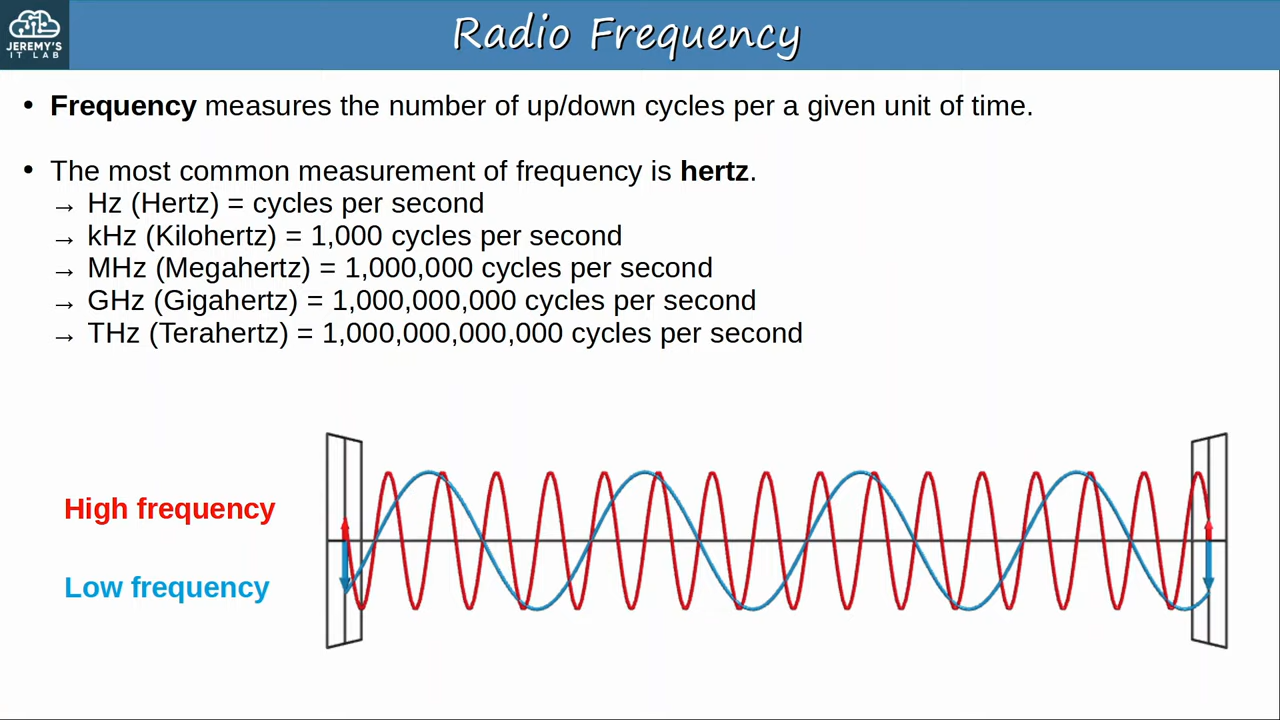 JEREMY'S
IT LAB
Radio Frequency
• Frequency measures the number of up/down cycles per a given unit of time.
• The most common measurement of frequency is hertz.
→ Hz (Hertz) = cycles per second
→ kHz (Kilohertz) = 1,000 cycles per second
→ MHz (Megahertz) = 1,000,000 cycles per second
→ GHz (Gigahertz) = 1,000,000,000 cycles per second
→ THz (Terahertz) = 1,000,000,000,000 cycles per second
High frequency
Low frequency